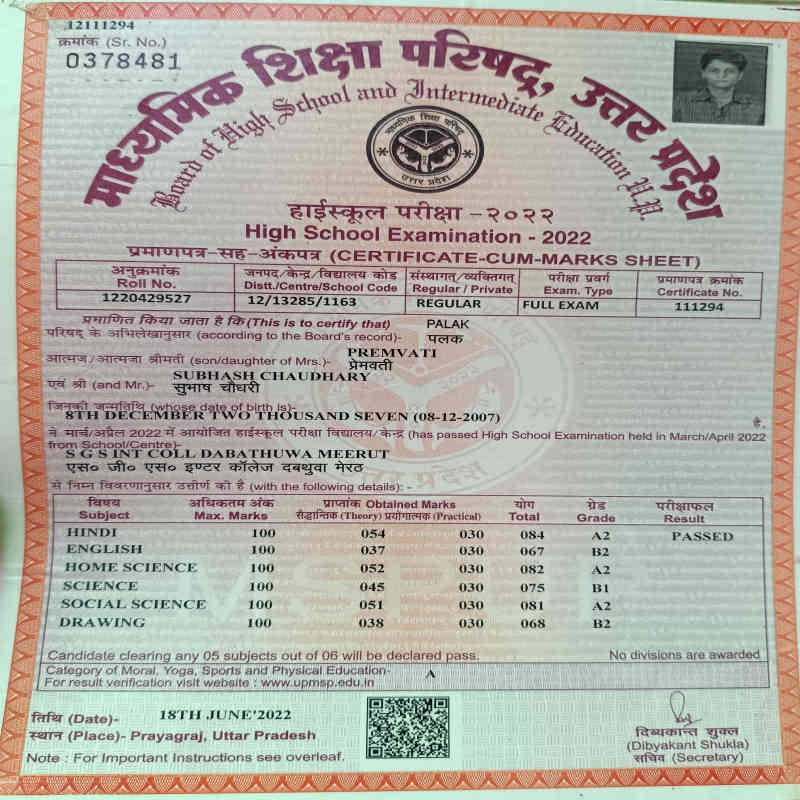 12111294
क्रमांक (Sr. No.)
0378481
माध्यमिक शिक्षा परिषद्, उत्तर प्रदेश
Board of High School and Intermediate Education U.P.
माध्यमिक शिक्षा परिषद्
उत्तर प्रदेश
हाईस्कूल परीक्षा -२०२२
High School Examination - 2022
प्रमाणपत्र-सह-अंकपत्र (CERTIFICATE-CUM-MARKS SHEET)
अनुक्रमांक जनपद/केन्द्र/विद्यालय कोड संस्थागत/व्यक्तिगत परीक्षा प्रवर्ग प्रमाणपत्र क्रमांक
Roll No. Distt./Centre/School Code Regular / Private Exam. Type Certificate No.
1220429527 12/13285/1163 REGULAR FULL EXAM 111294
प्रमाणित किया जाता है कि (This is to certify that) PALAK
परिषद् के अभिलेखानुसार (according to the Board's record)- पलक
PREMVATI
आत्मज/आत्मजा श्रीमती (son/daughter of Mrs.)- प्रेमवती
SUBHASH CHAUDHARY
एवं श्री (and Mr.)- सुभाष चौधरी
जिनकी जन्मतिथि (whose date of birth is)-
8TH DECEMBER TWO THOUSAND SEVEN (08-12-2007) है,
ने मार्च/अप्रैल 2022 में आयोजित हाईस्कूल परीक्षा विद्यालय/केन्द्र (has passed High School Examination held in March/April 2022
from School/Centre)-
S G S INT COLL DABATHUWA MEERUT
एस० जी० एस० इण्टर कॉलेज दबथुवा मेरठ
से निम्न विवरणानुसार उत्तीर्ण की है (with the following details): -
विषय अधिकतम अंक प्राप्तांक Obtained Marks योग ग्रेड परीक्षाफल
Subject Max. Marks सैद्धान्तिक (Theory) प्रयोगात्मक (Practical) Total Grade Result
HINDI 100 054 030 084 A2 PASSED
ENGLISH 100 037 030 067 B2
HOME SCIENCE 100 052 030 082 A2
SCIENCE 100 045 030 075 B1
SOCIAL SCIENCE 100 051 030 081 A2
DRAWING 100 038 030 068 B2
Candidate clearing any 05 subjects out of 06 will be declared pass. No divisions are awarded
Category of Moral, Yoga, Sports and Physical Education- A
For result verification visit website : www.upmsp.edu.in
तिथि (Date)- 18TH JUNE'2022
स्थान (Place)- Prayagraj, Uttar Pradesh
Note : For Important Instructions see overleaf.
दिब्यकान्त शुक्ल
(Dibyakant Shukla)
सचिव (Secretary)